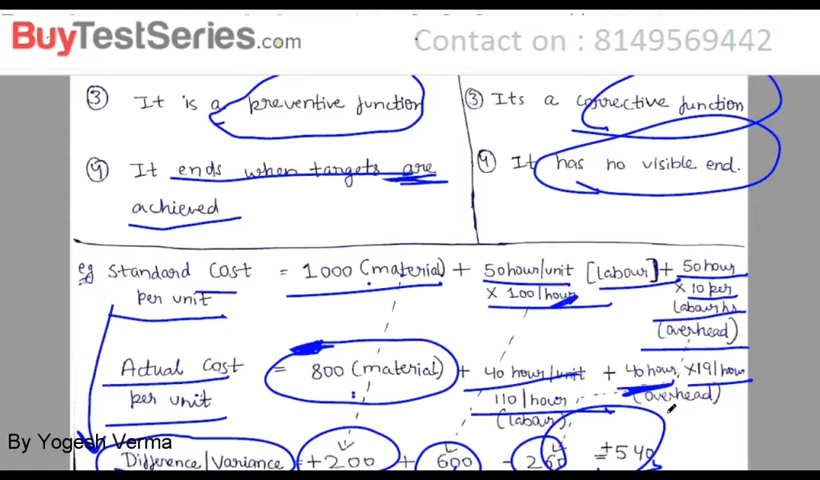 BuyTestSeries.com
Contact on : 8149569442
③ It is a preventive function
③ Its a corrective function
④ It ends when targets are
achieved
④ It has no visible end.
eg Standard Cost = 1000 (material) + 50 hour/unit [Labour] + 50 hour
per unit × 100/hour × 10 per
Labour hr
(overhead)
Actual Cost = 800 (material) + 40 hour/unit + 40 hour ×19/hour
per unit 110/hour (overhead)
(labour)
By Yogesh Verma
Difference/Variance = +200 + 600 - 260 = +540